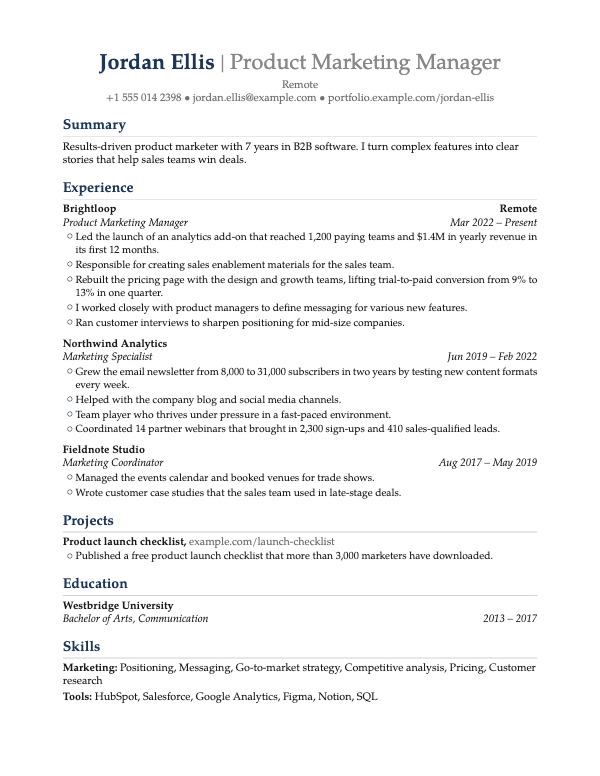 Jordan Ellis | Product Marketing Manager
Remote
+1 555 014 2398 ● jordan.ellis@example.com ● portfolio.example.com/jordan-ellis
Summary
Results-driven product marketer with 7 years in B2B software. I turn complex features into clear
stories that help sales teams win deals.
Experience
Brightloop Remote
Product Marketing Manager Mar 2022 – Present
○ Led the launch of an analytics add-on that reached 1,200 paying teams and $1.4M in yearly revenue in
its first 12 months.
○ Responsible for creating sales enablement materials for the sales team.
○ Rebuilt the pricing page with the design and growth teams, lifting trial-to-paid conversion from 9% to
13% in one quarter.
○ I worked closely with product managers to define messaging for various new features.
○ Ran customer interviews to sharpen positioning for mid-size companies.
Northwind Analytics
Marketing Specialist Jun 2019 – Feb 2022
○ Grew the email newsletter from 8,000 to 31,000 subscribers in two years by testing new content formats
every week.
○ Helped with the company blog and social media channels.
○ Team player who thrives under pressure in a fast-paced environment.
○ Coordinated 14 partner webinars that brought in 2,300 sign-ups and 410 sales-qualified leads.
Fieldnote Studio
Marketing Coordinator Aug 2017 – May 2019
○ Managed the events calendar and booked venues for trade shows.
○ Wrote customer case studies that the sales team used in late-stage deals.
Projects
Product launch checklist, example.com/launch-checklist
○ Published a free product launch checklist that more than 3,000 marketers have downloaded.
Education
Westbridge University
Bachelor of Arts, Communication 2013 – 2017
Skills
Marketing: Positioning, Messaging, Go-to-market strategy, Competitive analysis, Pricing, Customer
research
Tools: HubSpot, Salesforce, Google Analytics, Figma, Notion, SQL